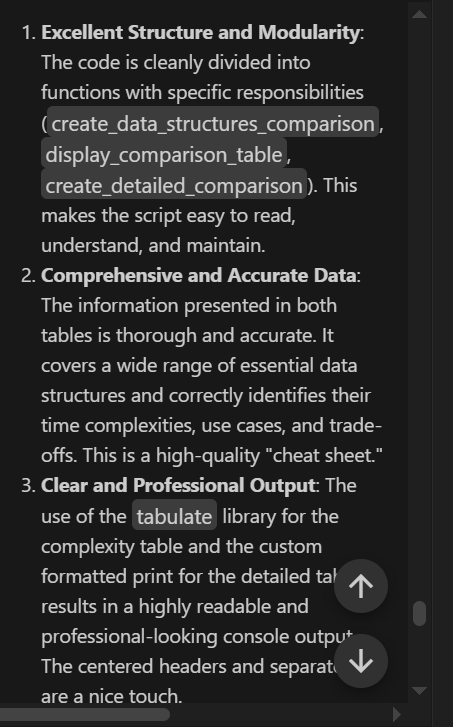 1. Excellent Structure and Modularity:
The code is cleanly divided into
functions with specific responsibilities
(create_data_structures_comparison,
display_comparison_table,
create_detailed_comparison). This
makes the script easy to read,
understand, and maintain.
2. Comprehensive and Accurate Data:
The information presented in both
tables is thorough and accurate. It
covers a wide range of essential data
structures and correctly identifies their
time complexities, use cases, and trade-
offs. This is a high-quality "cheat sheet."
3. Clear and Professional Output: The
use of the tabulate library for the
complexity table and the custom
formatted print for the detailed
results in a highly readable and
professional-looking console output
The centered headers and
are a nice touch.